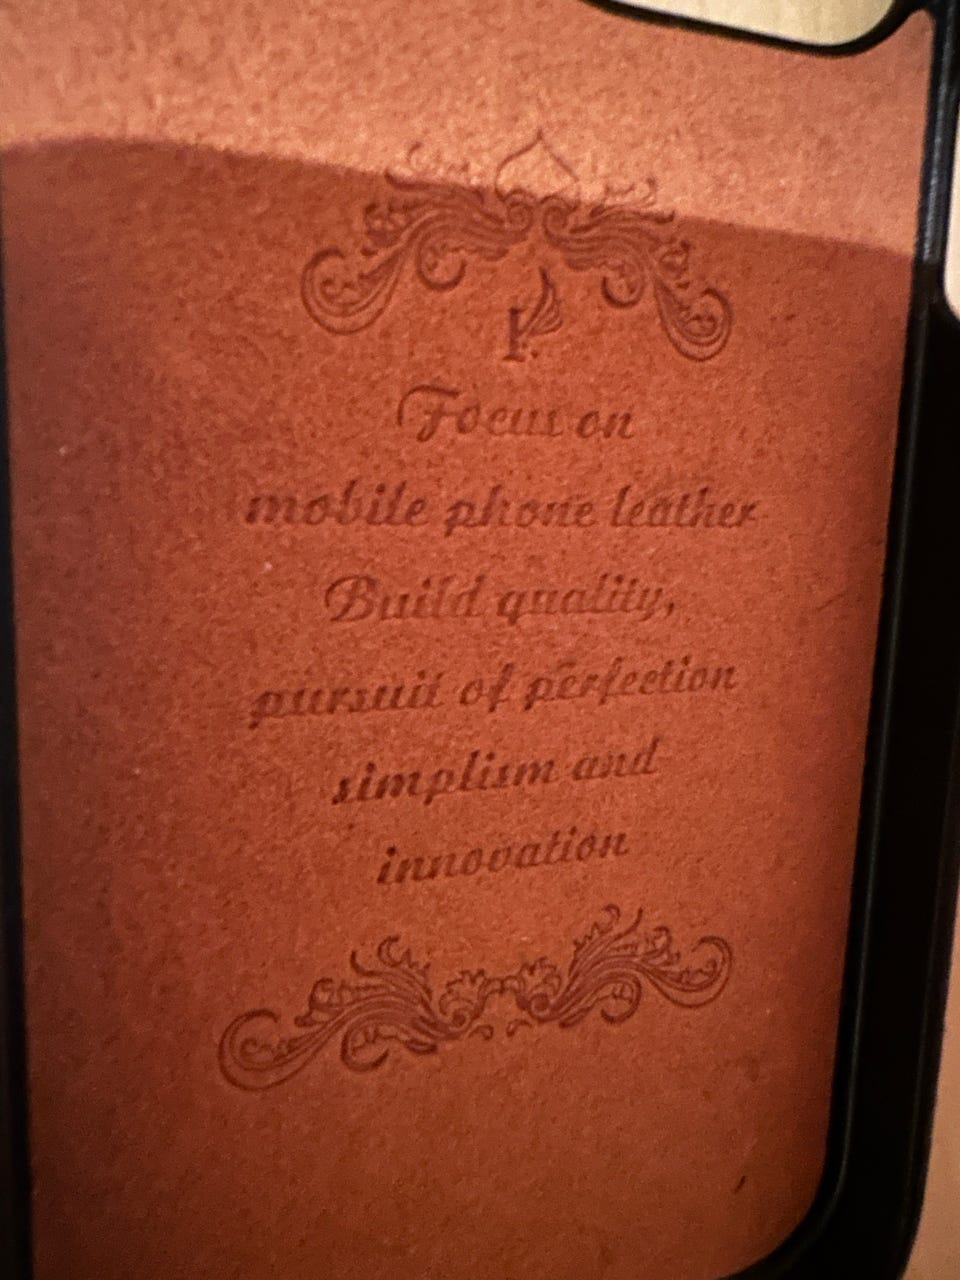 Focus on
mobile phone leather
Build quality,
pursuit of perfection
simplism and
innovation